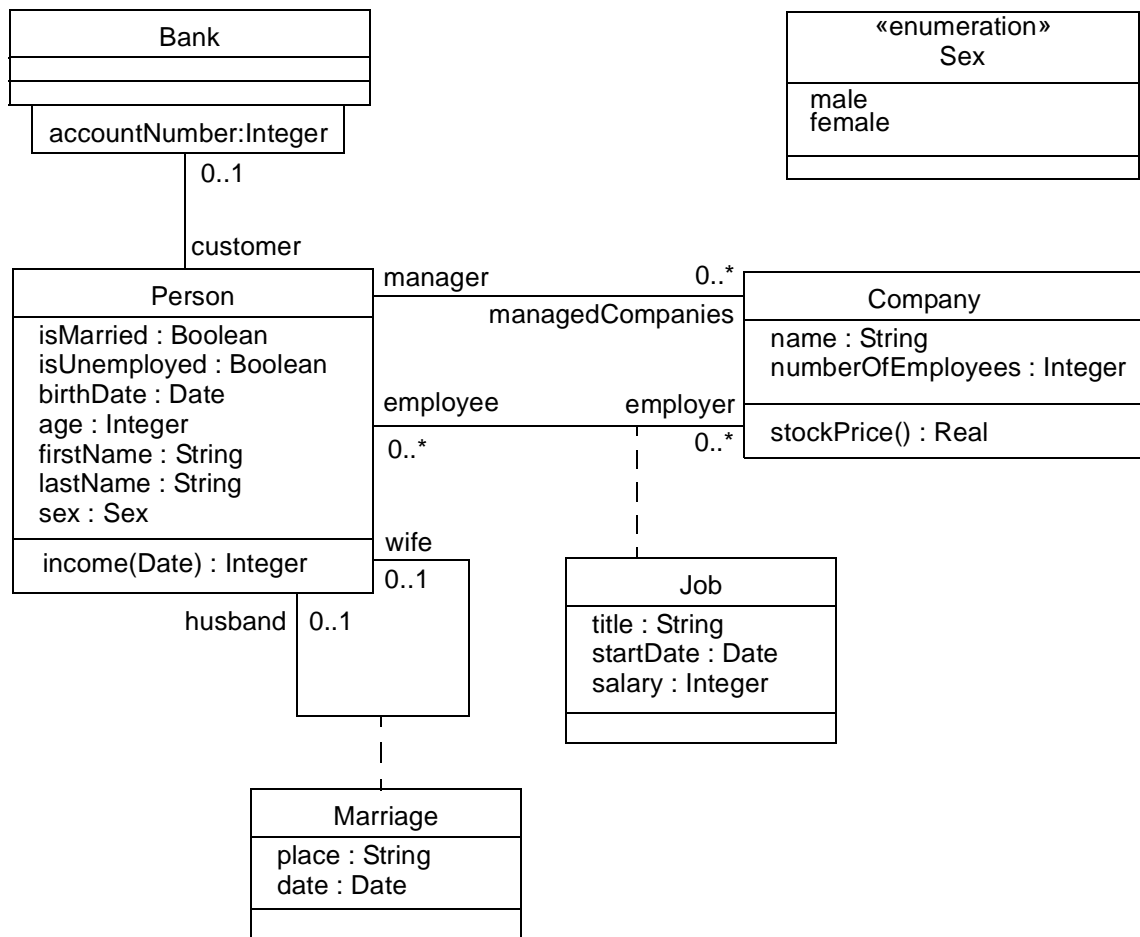 Bank
accountNumber:Integer
0..1
customer
«enumeration»
Sex
male
female
Person
isMarried : Boolean
isUnemployed : Boolean
birthDate : Date
age : Integer
firstName : String
lastName : String
sex : Sex
income(Date) : Integer
manager
0..*
managedCompanies
employee
employer
0..*
0..*
Company
name : String
numberOfEmployees : Integer
stockPrice() : Real
wife
0..1
husband
0..1
Job
title : String
startDate : Date
salary : Integer
Marriage
place : String
date : Date